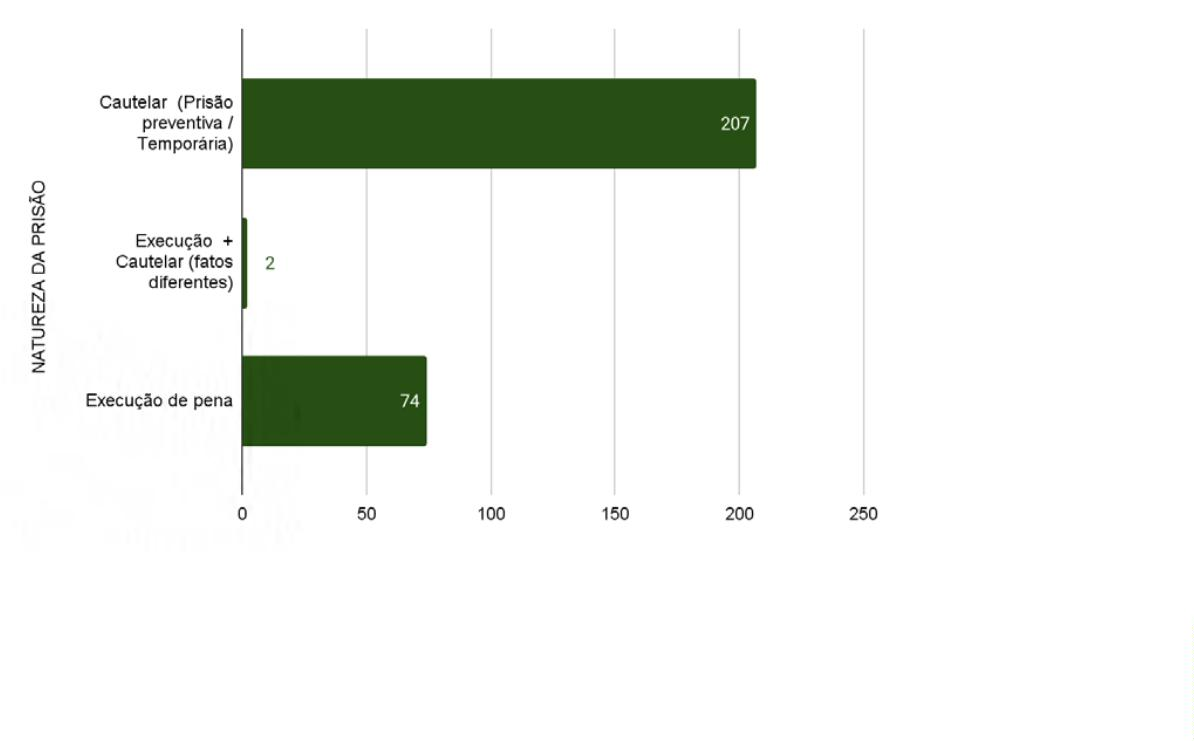 NATUREZA DA PRISÃO
Cautelar (Prisão
preventiva /
Temporária)
207
Execução +
Cautelar (fatos
diferentes)
2
Execução de pena
74
0 50 100 150 200 250